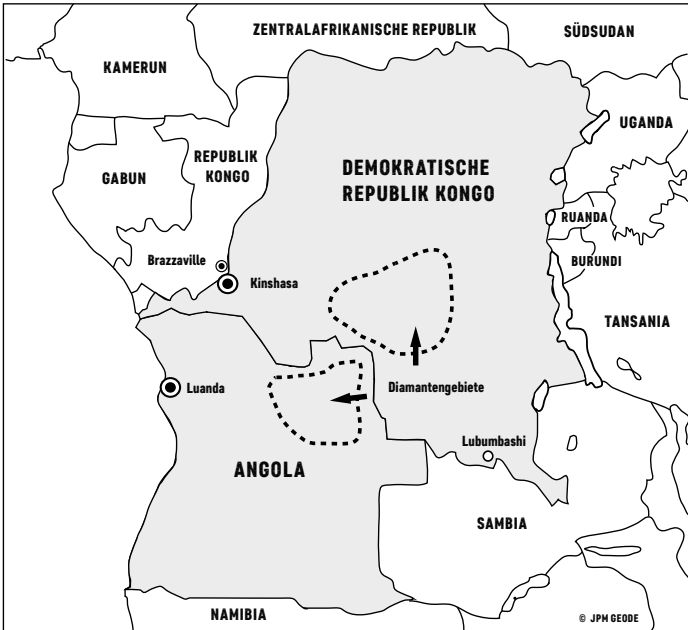 ZENTRALAFRIKANISCHE REPUBLIK
SÜDSUDAN
KAMERUN
UGANDA
REPUBLIK
KONGO
GABUN
DEMOKRATISCHE
REPUBLIK KONGO
RUANDA
BURUNDI
Brazzaville
Kinshasa
TANSANIA
Luanda
Diamantengebiete
Lubumbashi
ANGOLA
SAMBIA
NAMIBIA
© JPM GEODE